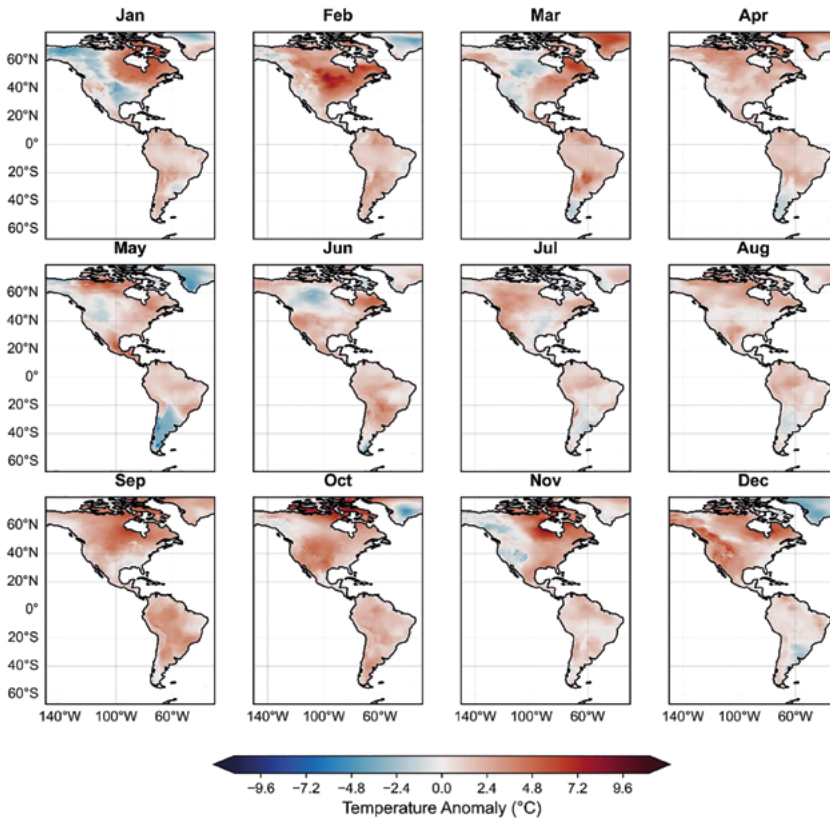 Jan Feb Mar Apr
60°N
40°N
20°N
0°
20°S
40°S
60°S
May Jun Jul Aug
60°N
40°N
20°N
0°
20°S
40°S
60°S
Sep Oct Nov Dec
60°N
40°N
20°N
0°
20°S
40°S
60°S
140°W 100°W 60°W 140°W 100°W 60°W 140°W 100°W 60°W 140°W 100°W 60°W
−9.6 −7.2 −4.8 −2.4 0.0 2.4 4.8 7.2 9.6
Temperature Anomaly (°C)